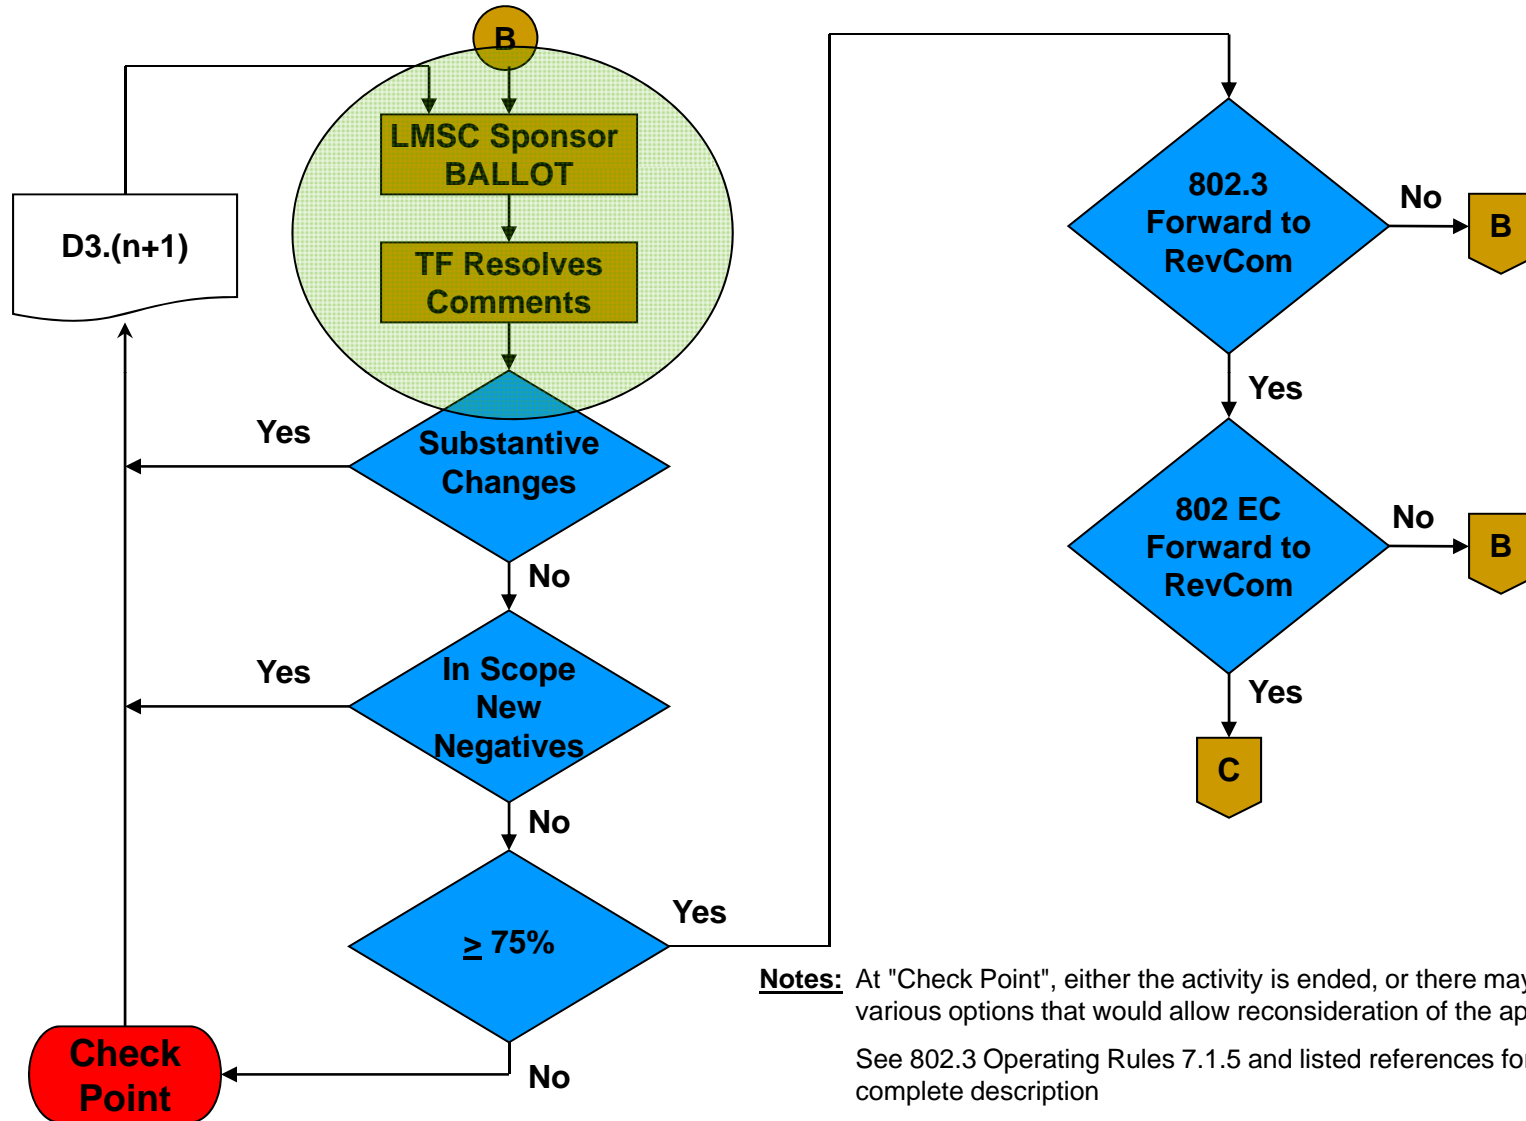 B
LMSC Sponsor
BALLOT
D3.(n+1)
TF Resolves
Comments
Yes
Substantive
Changes
No
Yes
In Scope
New
Negatives
No
Yes
≥ 75%
Check
Point
No
802.3
Forward to
RevCom
No
B
Yes
802 EC
Forward to
RevCom
No
B
Yes
C
Notes: At "Check Point", either the activity is ended, or there may
various options that would allow reconsideration of the
See 802.3 Operating Rules 7.1.5 and listed references for
complete description